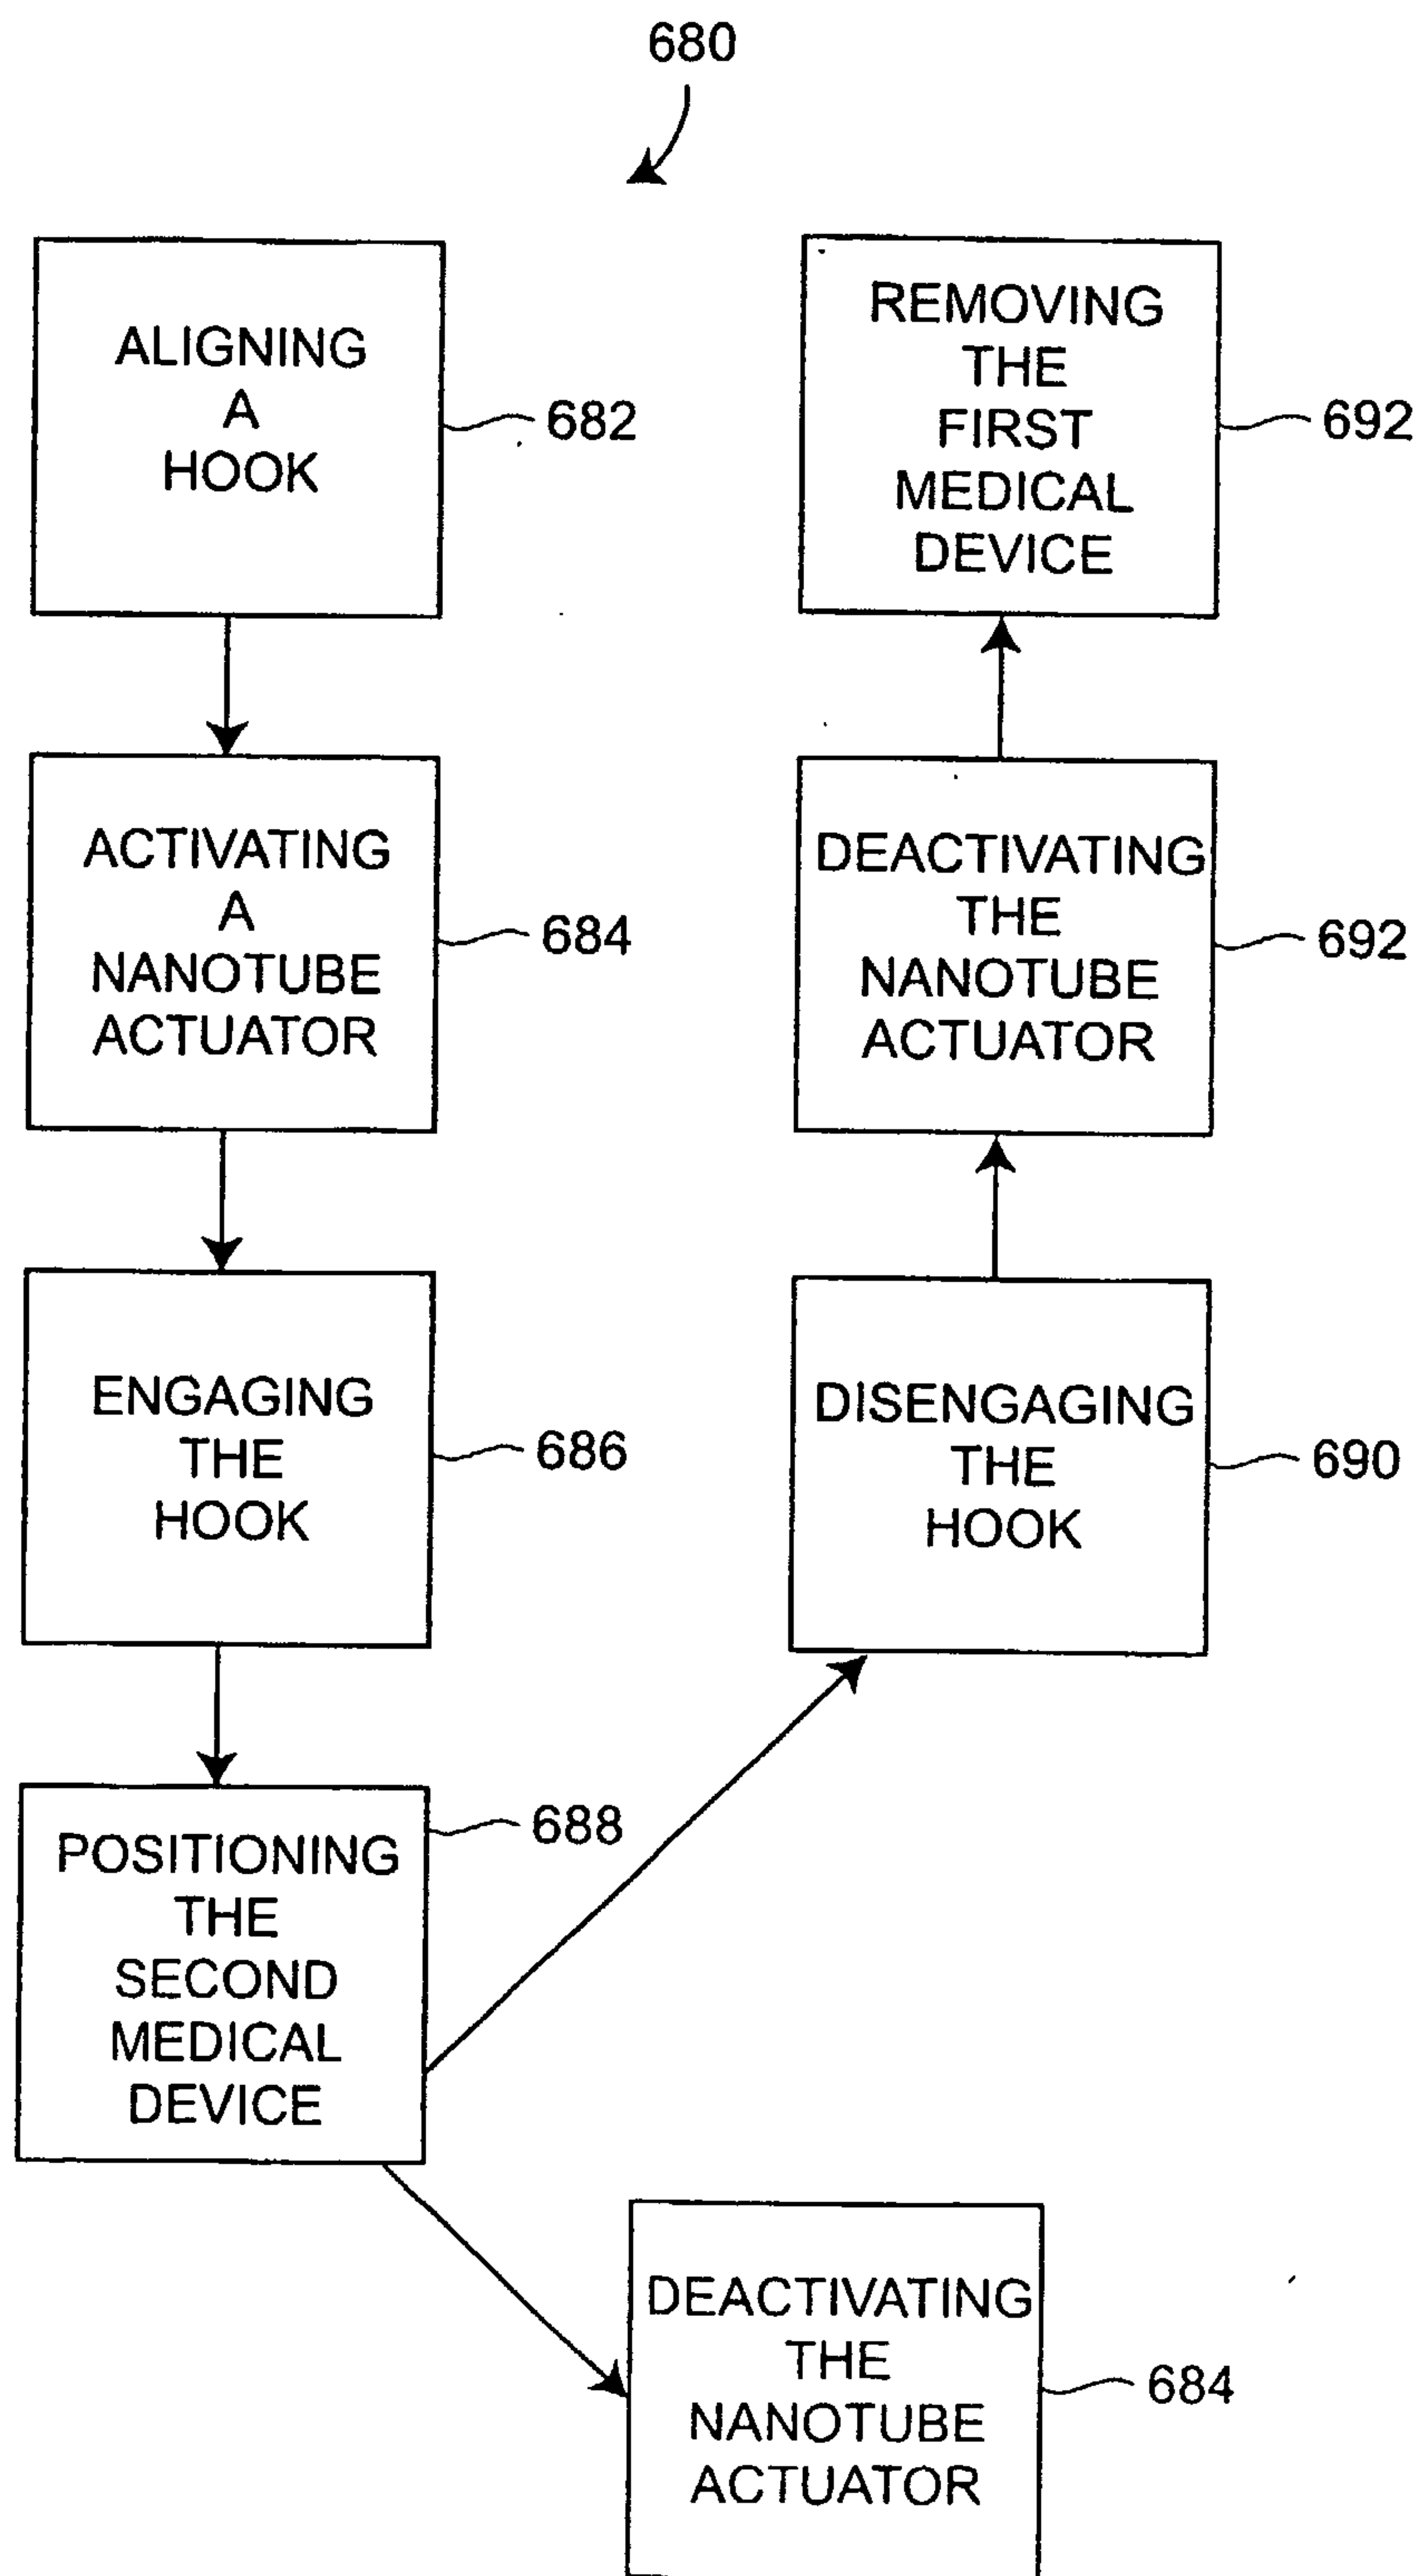 680
ALIGNING
A
HOOK
682
ACTIVATING
A
NANOTUBE
ACTUATOR
684
ENGAGING
THE
HOOK
686
POSITIONING
THE
SECOND
MEDICAL
DEVICE
688
DISENGAGING
THE
HOOK
690
DEACTIVATING
THE
NANOTUBE
ACTUATOR
692
REMOVING
THE
FIRST
MEDICAL
DEVICE
692
DEACTIVATING
THE
NANOTUBE
ACTUATOR
684